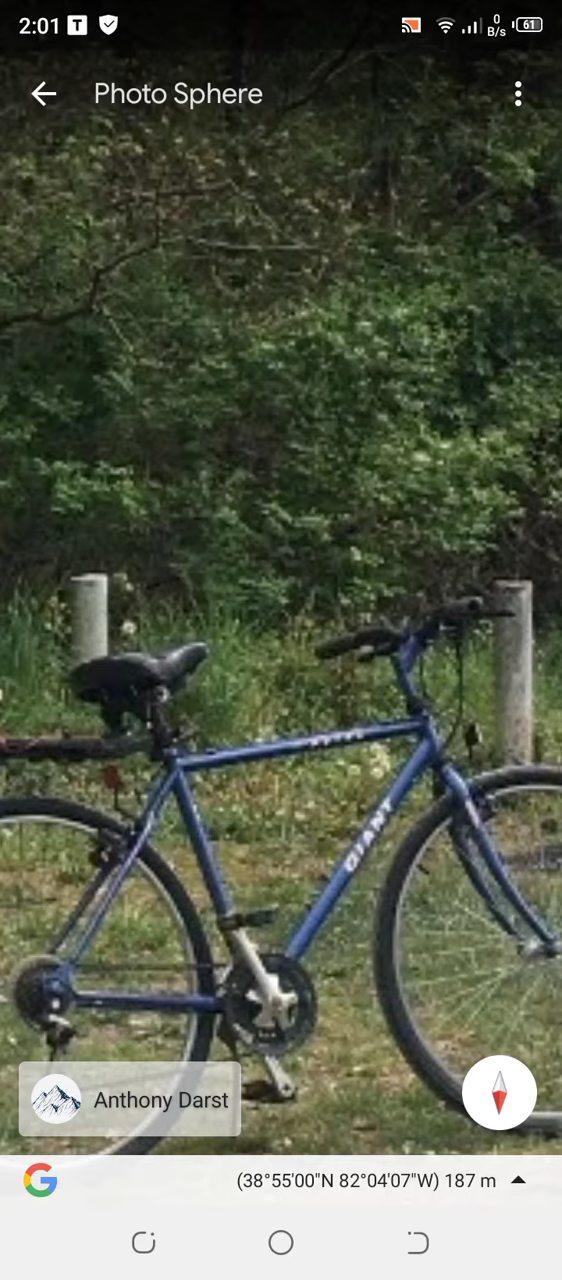 2:01 T 0 B/s 61
Photo Sphere
GIANT
Anthony Darst
G (38°55'00"N 82°04'07"W) 187 m